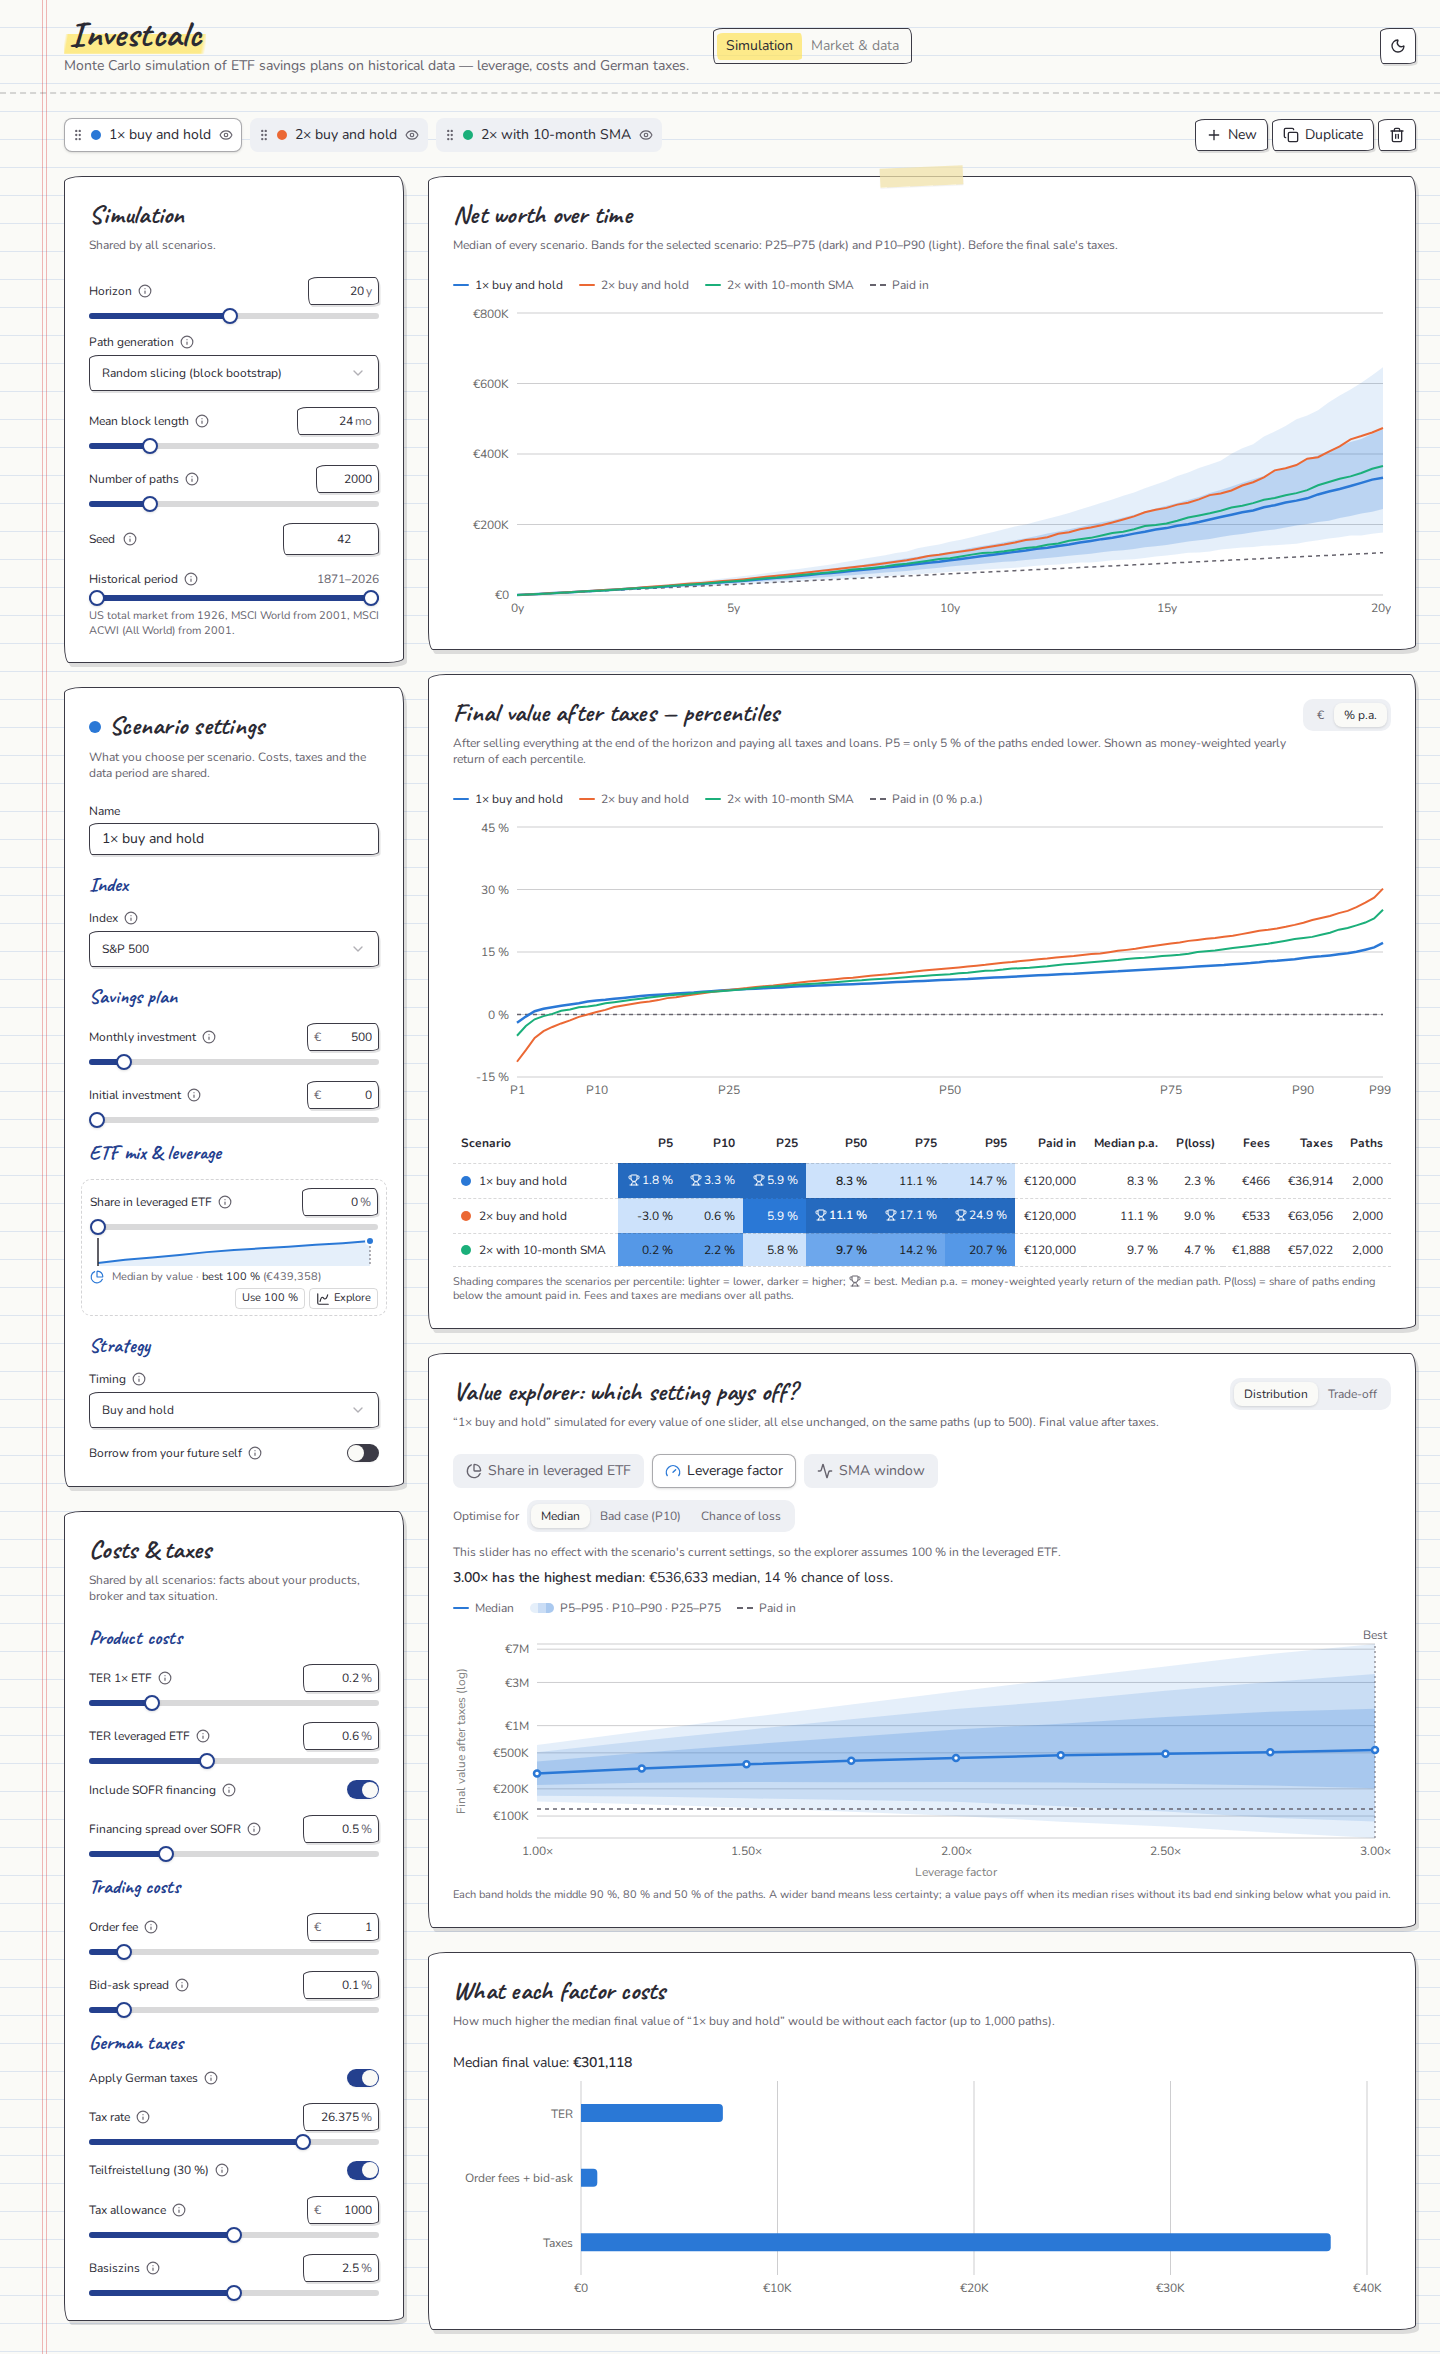 Investcalc
Monte Carlo simulation of ETF savings plans on historical data — leverage, costs and German taxes.
Simulation Market & data
1× buy and hold 2× buy and hold 2× with 10-month SMA
New Duplicate
Simulation
Shared by all scenarios.
Horizon 20 y
Path generation
Random slicing (block bootstrap)
Mean block length 24 mo
Number of paths 2000
Seed 42
Historical period 1871–2026
US total market from 1926, MSCI World from 2001, MSCI
ACWI (All World) from 2001.
Net worth over time
Median of every scenario. Bands for the selected scenario: P25–P75 (dark) and P10–P90 (light). Before the final sale's taxes.
1× buy and hold 2× buy and hold 2× with 10-month SMA Paid in
€800K
€600K
€400K
€200K
€0
0y 5y 10y 15y 20y
Scenario settings
What you choose per scenario. Costs, taxes and the
data period are shared.
Name
1× buy and hold
Index
Index
S&P 500
Savings plan
Monthly investment € 500
Initial investment € 0
ETF mix & leverage
Share in leveraged ETF 0 %
Median by value · best 100 % (€439,358)
Use 100 % Explore
Strategy
Timing
Buy and hold
Borrow from your future self
Final value after taxes — percentiles
€ % p.a.
After selling everything at the end of the horizon and paying all taxes and loans. P5 = only 5 % of the paths ended lower. Shown as money-weighted yearly
return of each percentile.
1× buy and hold 2× buy and hold 2× with 10-month SMA Paid in (0 % p.a.)
45 %
30 %
15 %
0 %
-15 %
P1 P10 P25 P50 P75 P90 P99
Scenario P5 P10 P25 P50 P75 P95 Paid in Median p.a. P(loss) Fees Taxes Paths
1× buy and hold 1.8 % 3.3 % 5.9 % 8.3 % 11.1 % 14.7 % €120,000 8.3 % 2.3 % €466 €36,914 2,000
2× buy and hold -3.0 % 0.6 % 5.9 % 11.1 % 17.1 % 24.9 % €120,000 11.1 % 9.0 % €533 €63,056 2,000
2× with 10-month SMA 0.2 % 2.2 % 5.8 % 9.7 % 14.2 % 20.7 % €120,000 9.7 % 4.7 % €1,888 €57,022 2,000
Shading compares the scenarios per percentile: lighter = lower, darker = higher; = best. Median p.a. = money-weighted yearly return of the median path. P(loss) = share of paths ending
below the amount paid in. Fees and taxes are medians over all paths.
Value explorer: which setting pays off?
Distribution Trade-off
“1× buy and hold” simulated for every value of one slider, all else unchanged, on the same paths (up to 500). Final value after taxes.
Share in leveraged ETF Leverage factor SMA window
Optimise for Median Bad case (P10) Chance of loss
This slider has no effect with the scenario's current settings, so the explorer assumes 100 % in the leveraged ETF.
3.00× has the highest median: €536,633 median, 14 % chance of loss.
Median P5–P95 · P10–P90 · P25–P75 Paid in
Best
Final value after taxes (log)
€7M
€3M
€1M
€500K
€200K
€100K
1.00× 1.50× 2.00× 2.50× 3.00×
Leverage factor
Each band holds the middle 90 %, 80 % and 50 % of the paths. A wider band means less certainty; a value pays off when its median rises without its bad end sinking below what you paid in.
Costs & taxes
Shared by all scenarios: facts about your products,
broker and tax situation.
Product costs
TER 1× ETF 0.2 %
TER leveraged ETF 0.6 %
Include SOFR financing
Financing spread over SOFR 0.5 %
Trading costs
Order fee € 1
Bid-ask spread 0.1 %
German taxes
Apply German taxes
Tax rate 26.375 %
Teilfreistellung (30 %)
Tax allowance € 1000
Basiszins 2.5 %
What each factor costs
How much higher the median final value of “1× buy and hold” would be without each factor (up to 1,000 paths).
Median final value: €301,118
TER
Order fees + bid-ask
Taxes
€0 €10K €20K €30K €40K